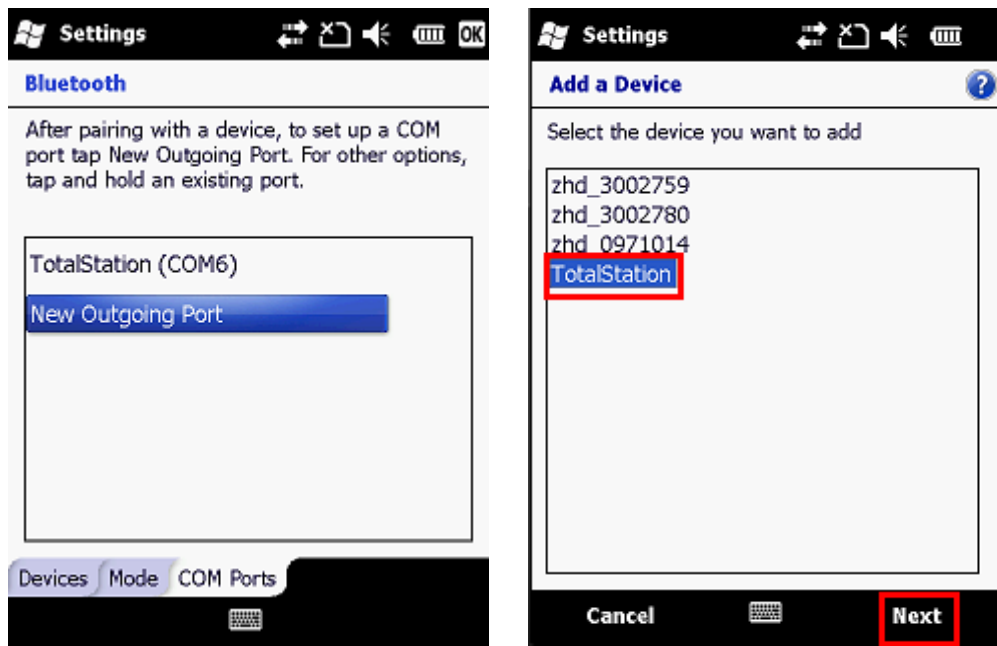 Settings
OK
Bluetooth
After pairing with a device, to set up a COM
port tap New Outgoing Port. For other options,
tap and hold an existing port.
TotalStation (COM6)
New Outgoing Port
Devices Mode COM Ports
Settings
Add a Device
?
Select the device you want to add
zhd_3002759
zhd_3002780
zhd_0971014
TotalStation
Cancel Next